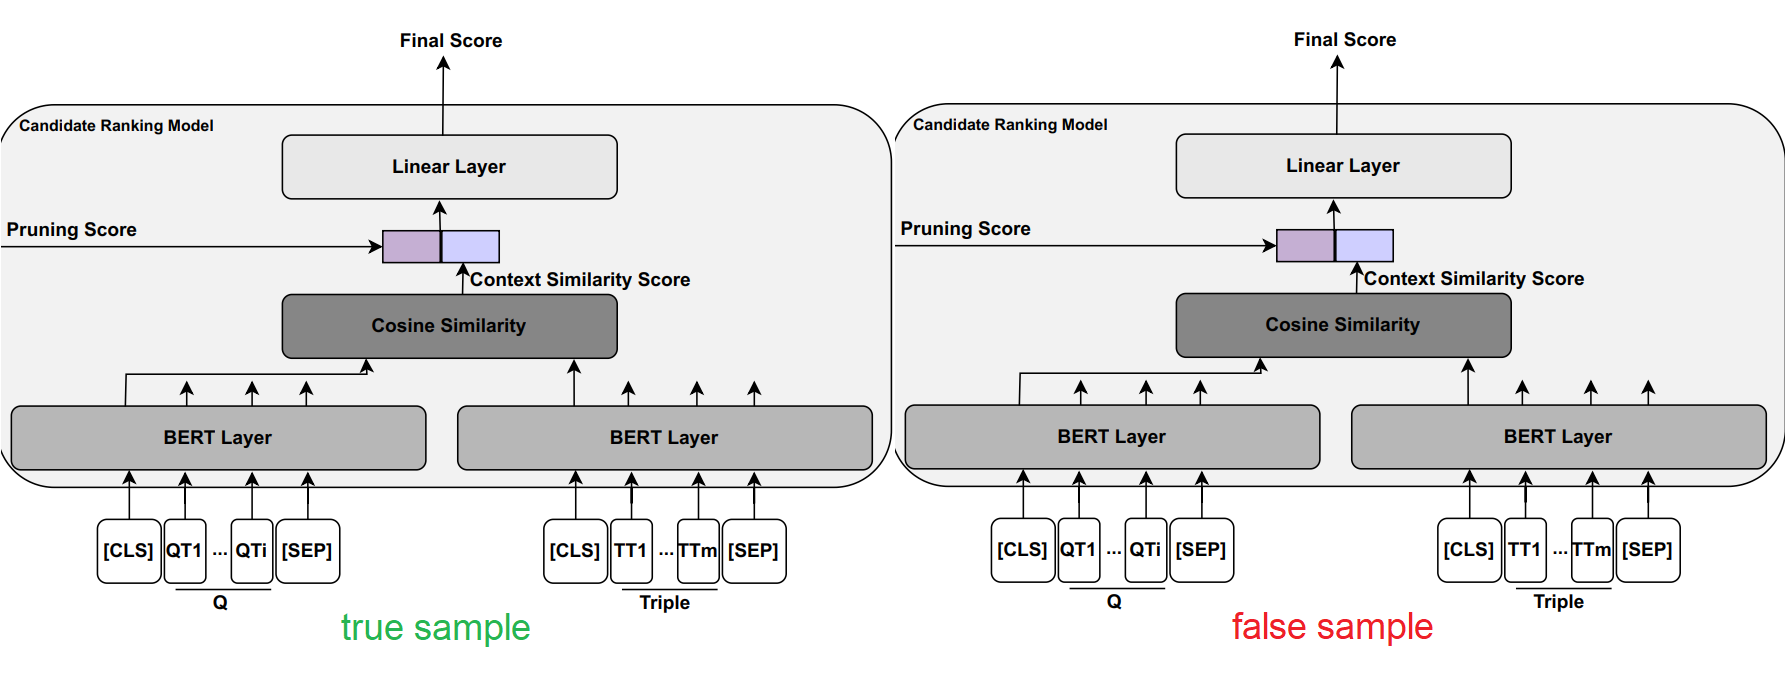 Final Score
Candidate Ranking Model
Linear Layer
Pruning Score
Context Similarity Score
Cosine Similarity
BERT Layer BERT Layer
[CLS] QT1 ... QTi [SEP] [CLS] TT1 ... TTm [SEP]
Q Triple
true sample
Final Score
Candidate Ranking Model
Linear Layer
Pruning Score
Context Similarity Score
Cosine Similarity
BERT Layer BERT Layer
[CLS] QT1 ... QTi [SEP] [CLS] TT1 ... TTm [SEP]
Q Triple
false sample